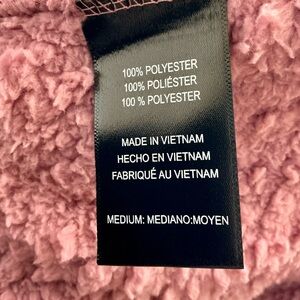 100% POLYESTER
100% POLIÉSTER
100 % POLYESTER
MADE IN VIETNAM
HECHO EN VIETNAM
FABRIQUÉ AU VIETNAM
MEDIUM: MEDIANO:MOYEN